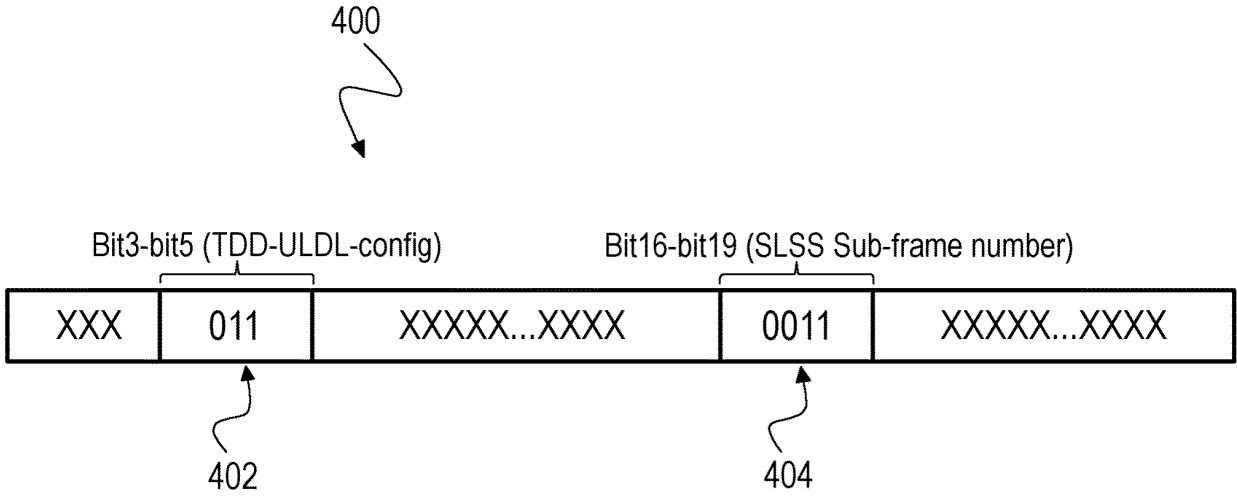 400
Bit3-bit5 (TDD-ULDL-config) Bit16-bit19 (SLSS Sub-frame number)
XXX 011 XXXXX...XXXX 0011 XXXXX...XXXX
402 404